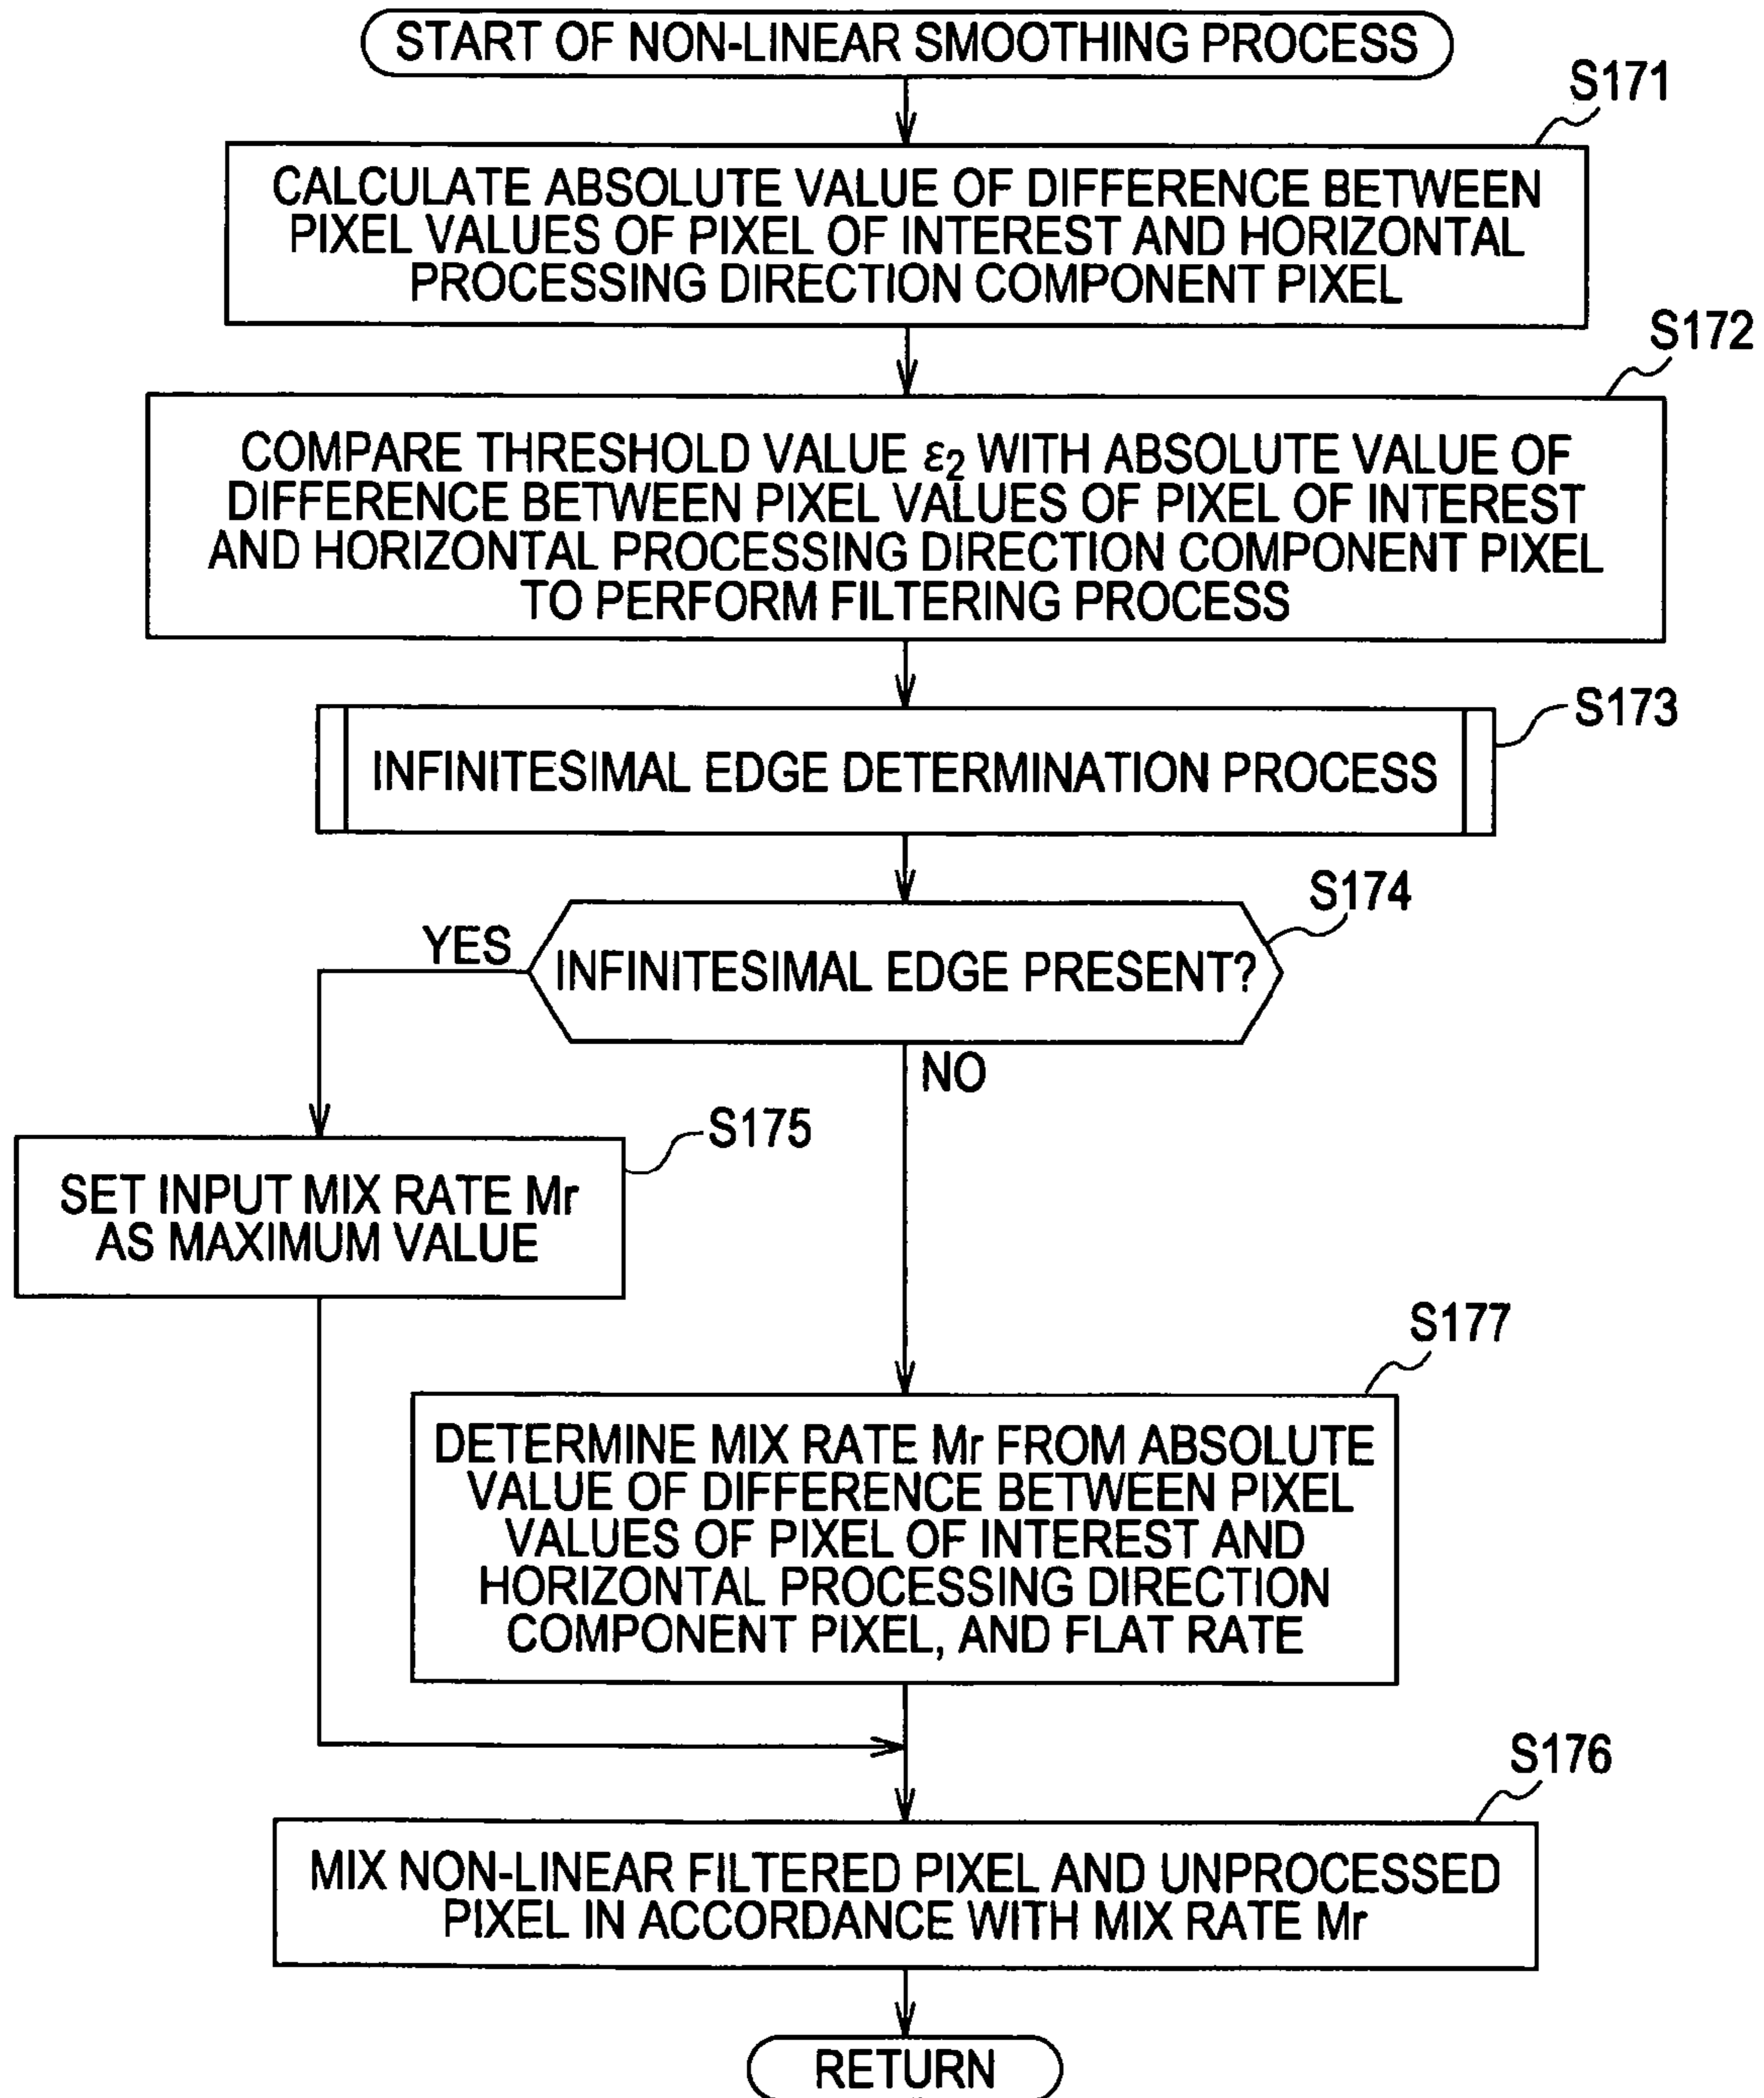 START OF NON-LINEAR SMOOTHING PROCESS
S171
CALCULATE ABSOLUTE VALUE OF DIFFERENCE BETWEEN
PIXEL VALUES OF PIXEL OF INTEREST AND HORIZONTAL
PROCESSING DIRECTION COMPONENT PIXEL
S172
COMPARE THRESHOLD VALUE ε2 WITH ABSOLUTE VALUE OF
DIFFERENCE BETWEEN PIXEL VALUES OF PIXEL OF INTEREST
AND HORIZONTAL PROCESSING DIRECTION COMPONENT PIXEL
TO PERFORM FILTERING PROCESS
S173
INFINITESIMAL EDGE DETERMINATION PROCESS
S174
YES
INFINITESIMAL EDGE PRESENT?
NO
S175
SET INPUT MIX RATE Mr
AS MAXIMUM VALUE
S177
DETERMINE MIX RATE Mr FROM ABSOLUTE
VALUE OF DIFFERENCE BETWEEN PIXEL
VALUES OF PIXEL OF INTEREST AND
HORIZONTAL PROCESSING DIRECTION
COMPONENT PIXEL, AND FLAT RATE
S176
MIX NON-LINEAR FILTERED PIXEL AND UNPROCESSED
PIXEL IN ACCORDANCE WITH MIX RATE Mr
RETURN